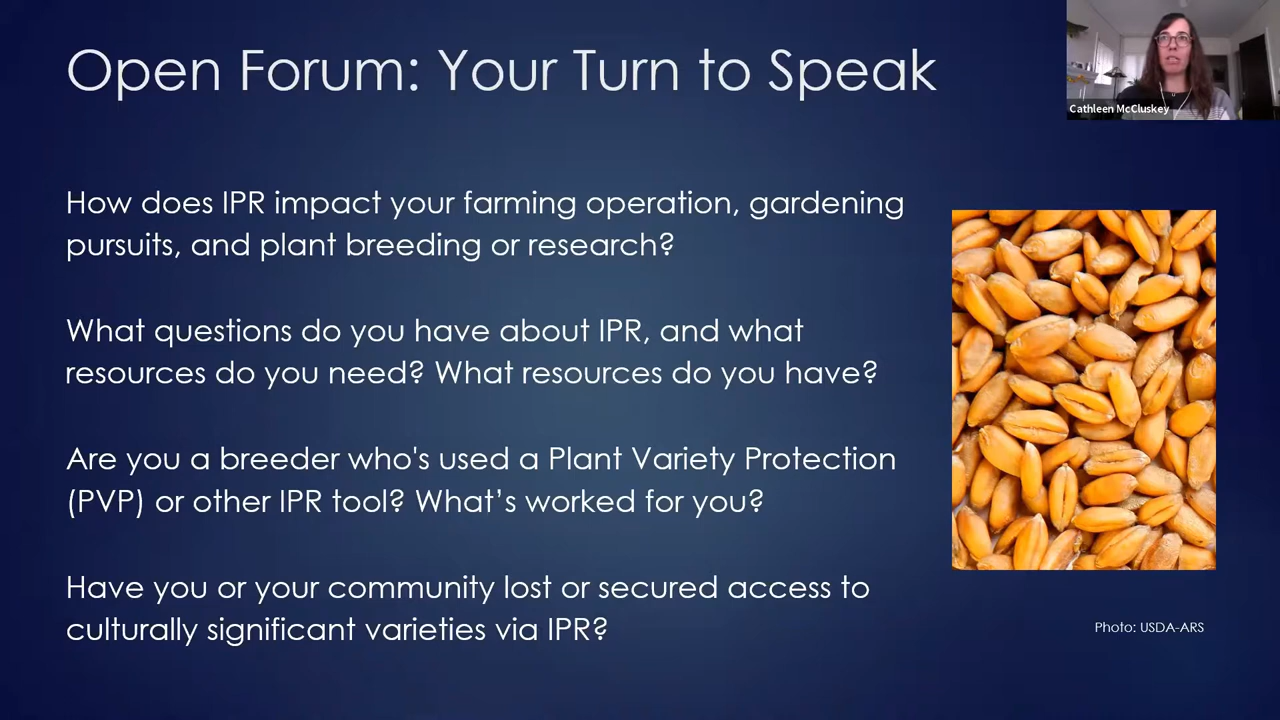 Open Forum: Your Turn to Speak
Cathleen McCluskey
How does IPR impact your farming operation, gardening
pursuits, and plant breeding or research?
What questions do you have about IPR, and what
resources do you need? What resources do you have?
Are you a breeder who's used a Plant Variety Protection
(PVP) or other IPR tool? What’s worked for you?
Have you or your community lost or secured access to
culturally significant varieties via IPR?
Photo: USDA-ARS